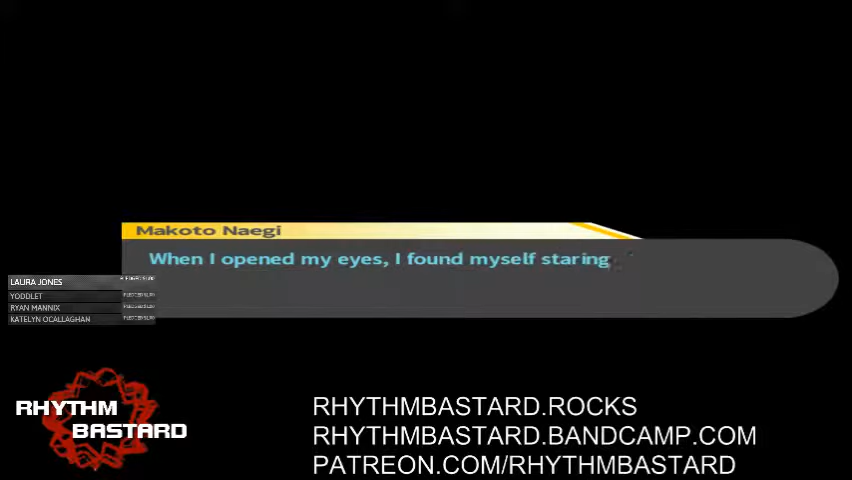 Makoto Naegi
When I opened my eyes, I found myself staring
LAURA JONES
YODDLET
RYAN MANNIX
KATELYN OCALLAGHAN
RHYTHM
BASTARD
RHYTHMBASTARD.ROCKS
RHYTHMBASTARD.BANDCAMP.COM
PATREON.COM/RHYTHMBASTARD